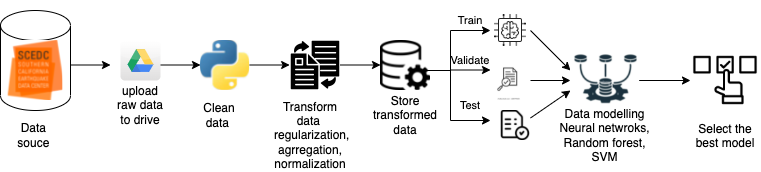 SCEDC
SOUTHERN
CALIFORNIA
EARTHQUAKE
DATA CENTER
Data
souce
upload
raw data
to drive
Clean
data
Transform
data
regularization,
agrregation,
normalization
Store
transformed
data
Train
Validate
Test
Data modelling
Neural netwroks,
Random forest,
SVM
Select the
best model